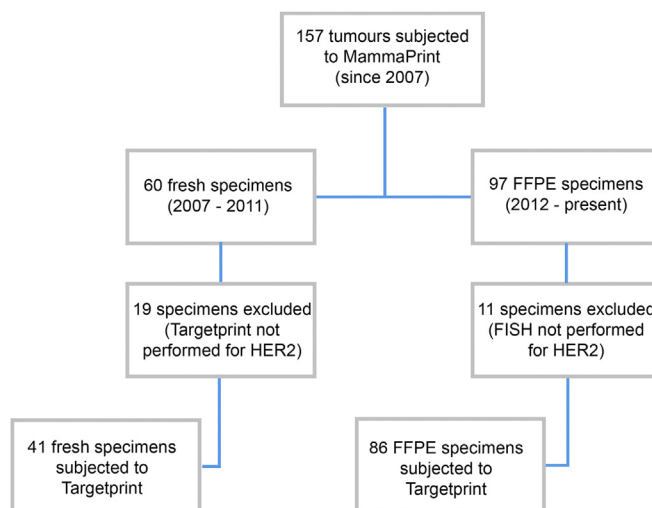 157 tumours subjected
to MammaPrint
(since 2007)
60 fresh specimens
(2007 - 2011)
97 FFPE specimens
(2012 - present)
19 specimens excluded
(Targetprint not
performed for HER2)
11 specimens excluded
(FISH not performed
for HER2)
41 fresh specimens
subjected to
Targetprint
86 FFPE specimens
subjected to
Targetprint